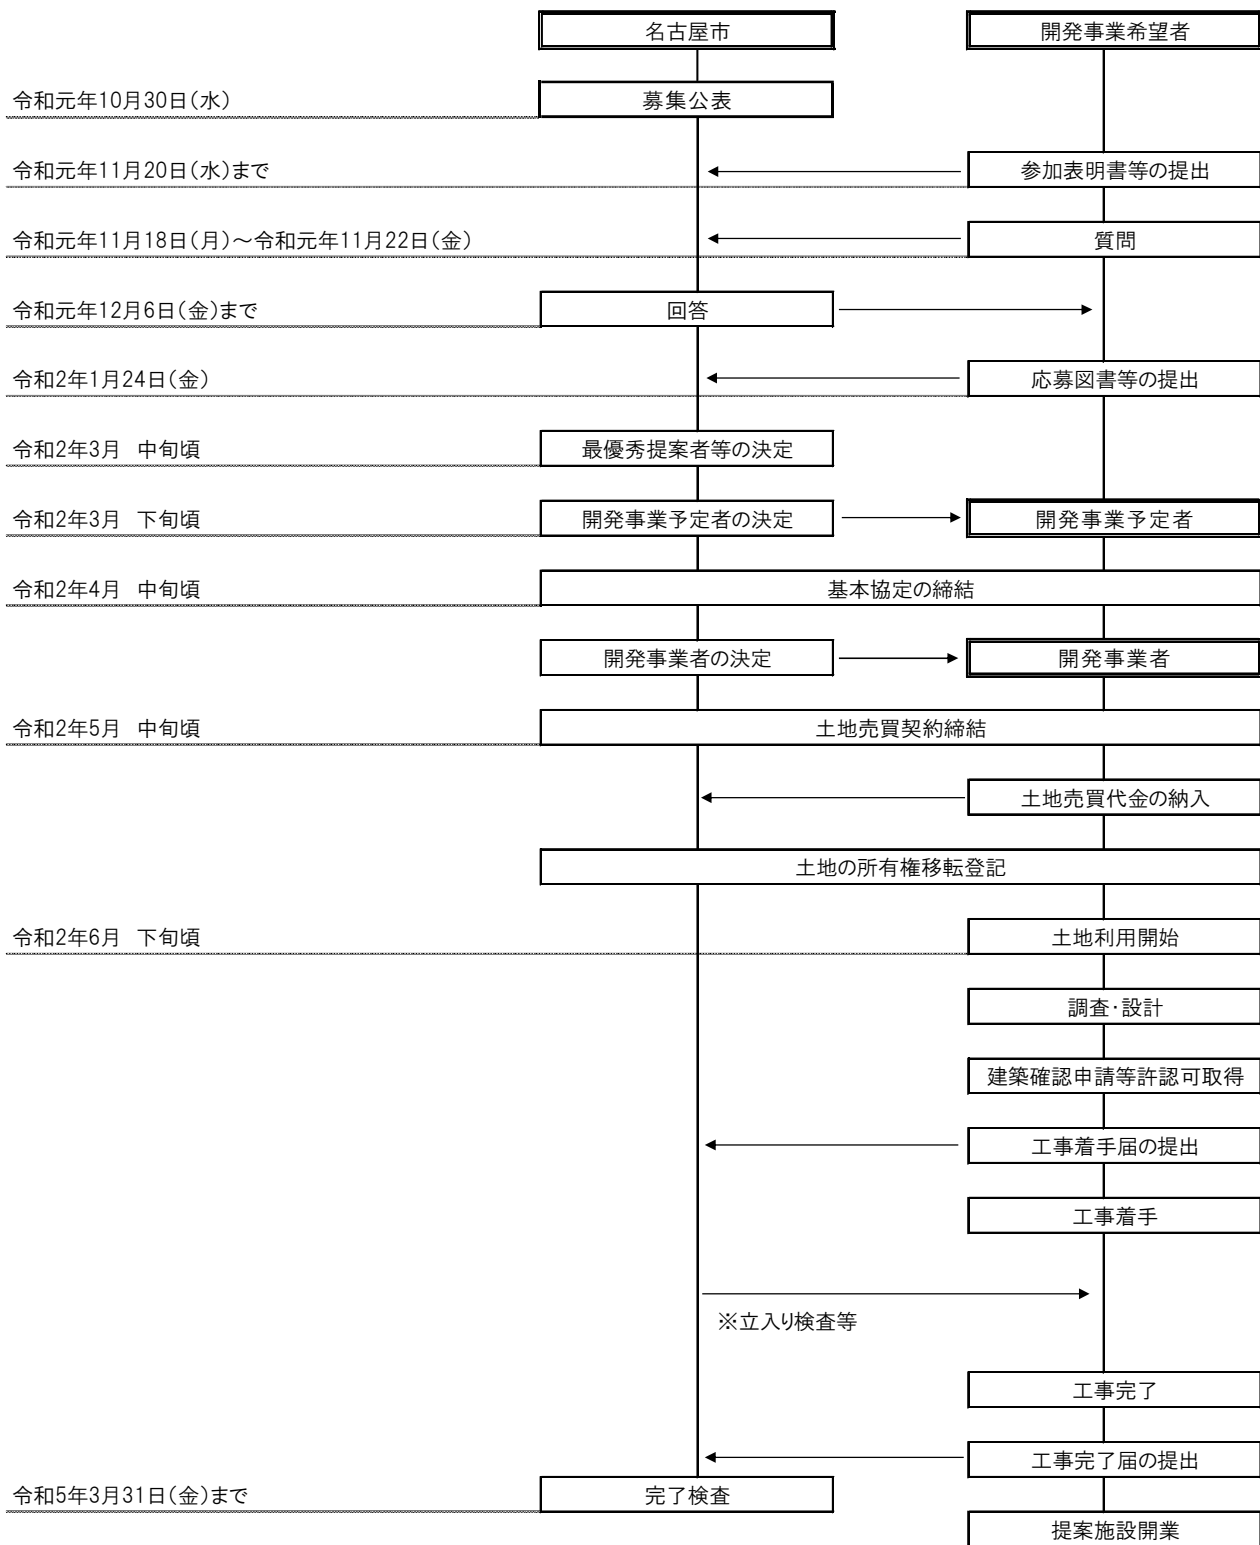 名古屋市
開発事業希望者
令和元年10月30日(水)
募集公表
令和元年11月20日(水)まで
参加表明書等の提出
令和元年11月18日(月)～令和元年11月22日(金)
質問
令和元年12月6日(金)まで
回答
令和2年1月24日(金)
応募図書等の提出
令和2年3月 中旬頃
最優秀提案者等の決定
令和2年3月 下旬頃
開発事業予定者の決定
開発事業予定者
令和2年4月 中旬頃
基本協定の締結
開発事業者の決定
開発事業者
令和2年5月 中旬頃
土地売買契約締結
土地売買代金の納入
土地の所有権移転登記
令和2年6月 下旬頃
土地利用開始
調査・設計
建築確認申請等許認可取得
工事着手届の提出
工事着手
※立入り検査等
工事完了
工事完了届の提出
令和5年3月31日(金)まで
完了検査
提案施設開業